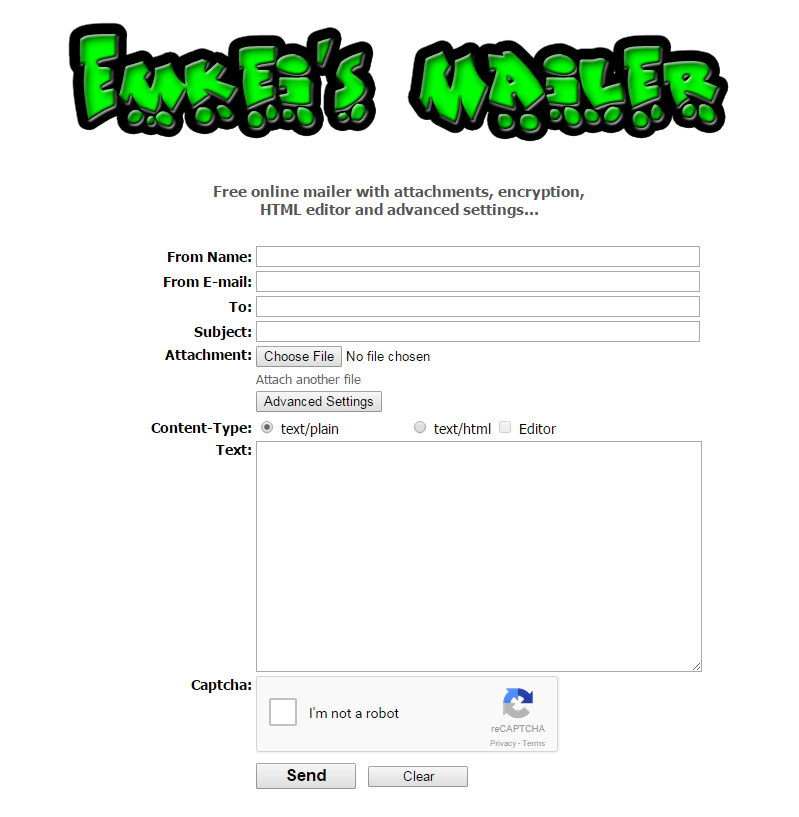 Emkei's Mailer
Free online mailer with attachments, encryption,
HTML editor and advanced settings...
From Name:
From E-mail:
To:
Subject:
Attachment: Choose File No file chosen
Attach another file
Advanced Settings
Content-Type: text/plain text/html Editor
Text:
Captcha:
I'm not a robot
reCAPTCHA
Privacy - Terms
Send Clear